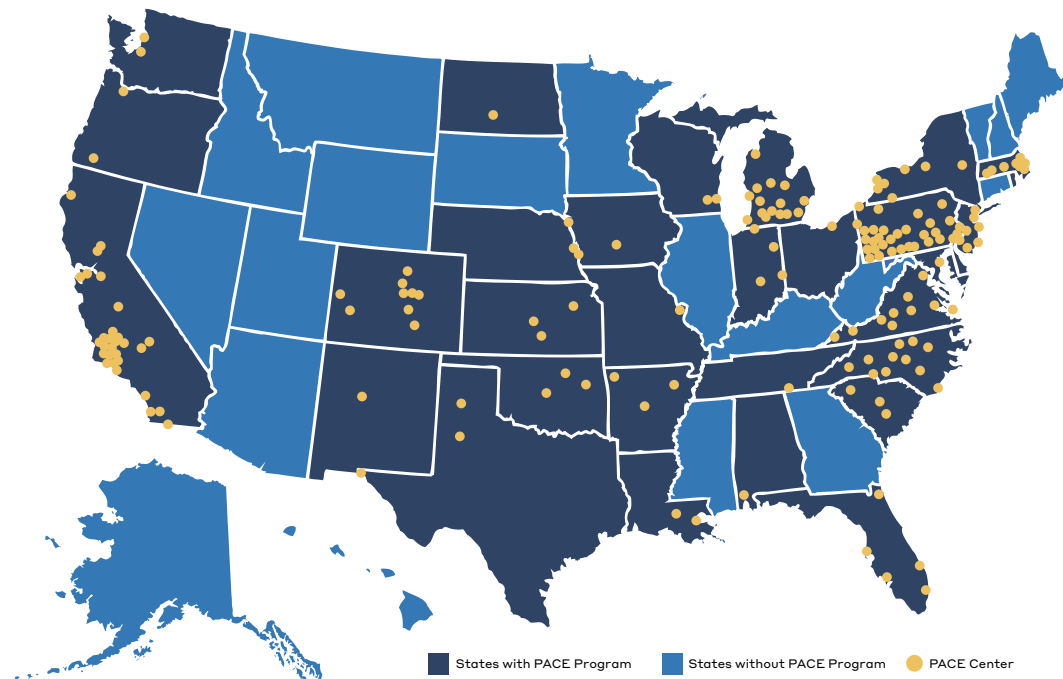 States with PACE Program
States without PACE Program
PACE Center